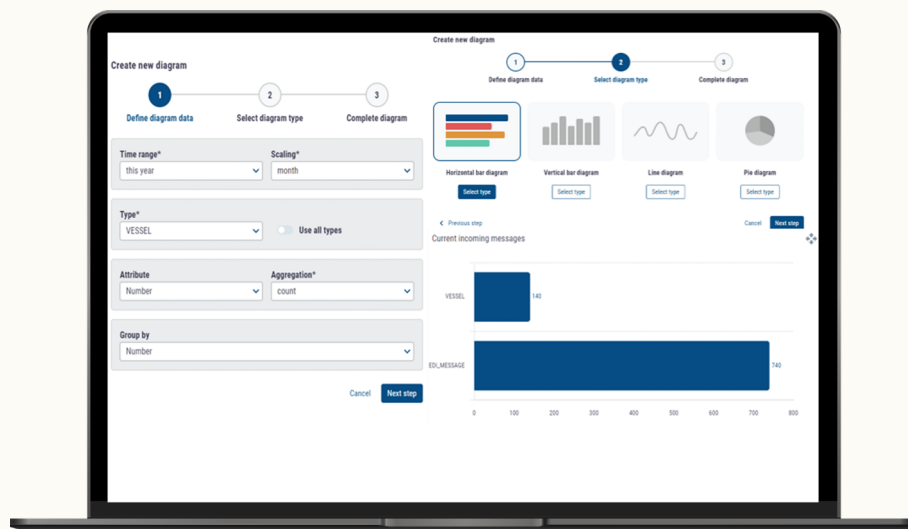 Create new diagram
1 2 3
Define diagram data Select diagram type Complete diagram
Time range* Scaling*
this year month
Type*
VESSEL Use all types
Attribute Aggregation*
Number count
Group by
Number
Cancel Next step
Create new diagram
1 2 3
Define diagram data Select diagram type Complete diagram
Horizontal bar diagram Vertical bar diagram Line diagram Pie diagram
Select type Select type Select type Select type
Previous step Cancel Next step
Current incoming messages
VESSEL 140
EDI_MESSAGE 740
0 100 200 300 400 500 600 700 800